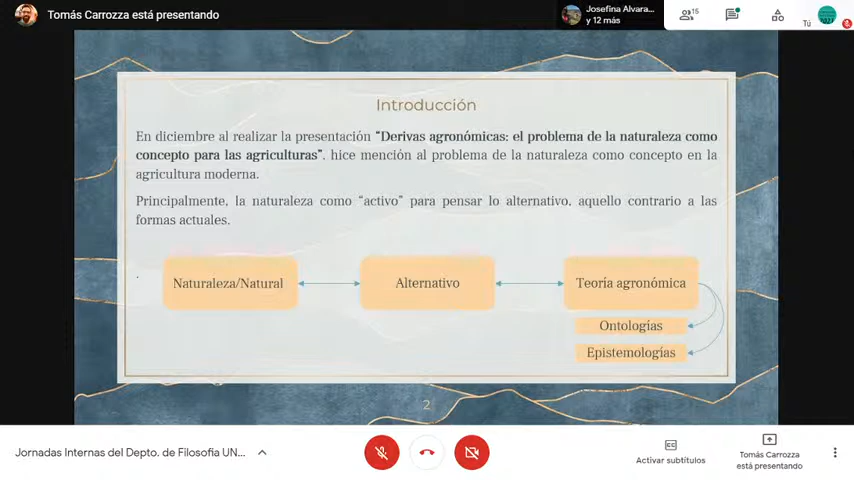 Tomás Carrozza está presentando
Josefina Alvara...
y 12 más
15
Tú
Introducción
En diciembre al realizar la presentación "Derivas agronómicas: el problema de la naturaleza como
concepto para las agriculturas", hice mención al problema de la naturaleza como concepto en la
agricultura moderna.
Principalmente, la naturaleza como "activo" para pensar lo alternativo, aquello contrario a las
formas actuales.
Naturaleza/Natural
Alternativo
Teoría agronómica
Ontologías
Epistemologías
2
Jornadas Internas del Depto. de Filosofia UN...
Activar subtítulos
Tomás Carrozza
está presentando